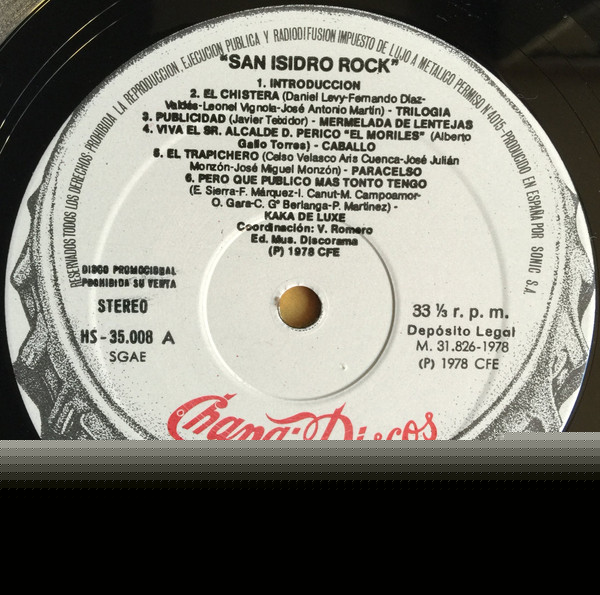 RESERVADOS TODOS LOS DERECHOS-PROHIBIDA LA REPRODUCCION, EJECUCION PUBLICA Y RADIODIFUSION IMPUESTO DE LUJO A METALICO PERMISO Nº 4015-PRODUCIDO EN ESPAÑA POR SONIC S.A.
"SAN ISIDRO ROCK"
1. INTRODUCCION
2. EL CHISTERA (Daniel Levy-Fernando Diaz-
Valdés-Leonel Vignola-José Antonio Martín) - TRILOGIA
3. PUBLICIDAD (Javier Teixidor) - MERMELADA DE LENTEJAS
4. VIVA EL SR. ALCALDE D. PERICO "EL MORILES" (Alberto
Gallo Torres) - CABALLO
5. EL TRAPICHERO (Celso Velasco Aris Cuenca-José Julián
Monzón-José Miguel Monzón) - PARACELSO
6. PERO QUE PUBLICO MAS TONTO TENGO
(E. Sierra-F. Márquez-I. Canut-M. Campoamor-
O. Gara-C. Gª Berlanga-P. Martínez) -
KAKA DE LUXE
Coordinación: V. Romero
Ed. Mus. Discorama
(P) 1978 CFE
DISCO PROMOCIONAL
PROHIBIDA SU VENTA
STEREO
HS-35.008 A
SGAE
33 ⅓ r. p. m.
Depósito Legal
M. 31.826-1978
(P) 1978 CFE
Chapa-Discos